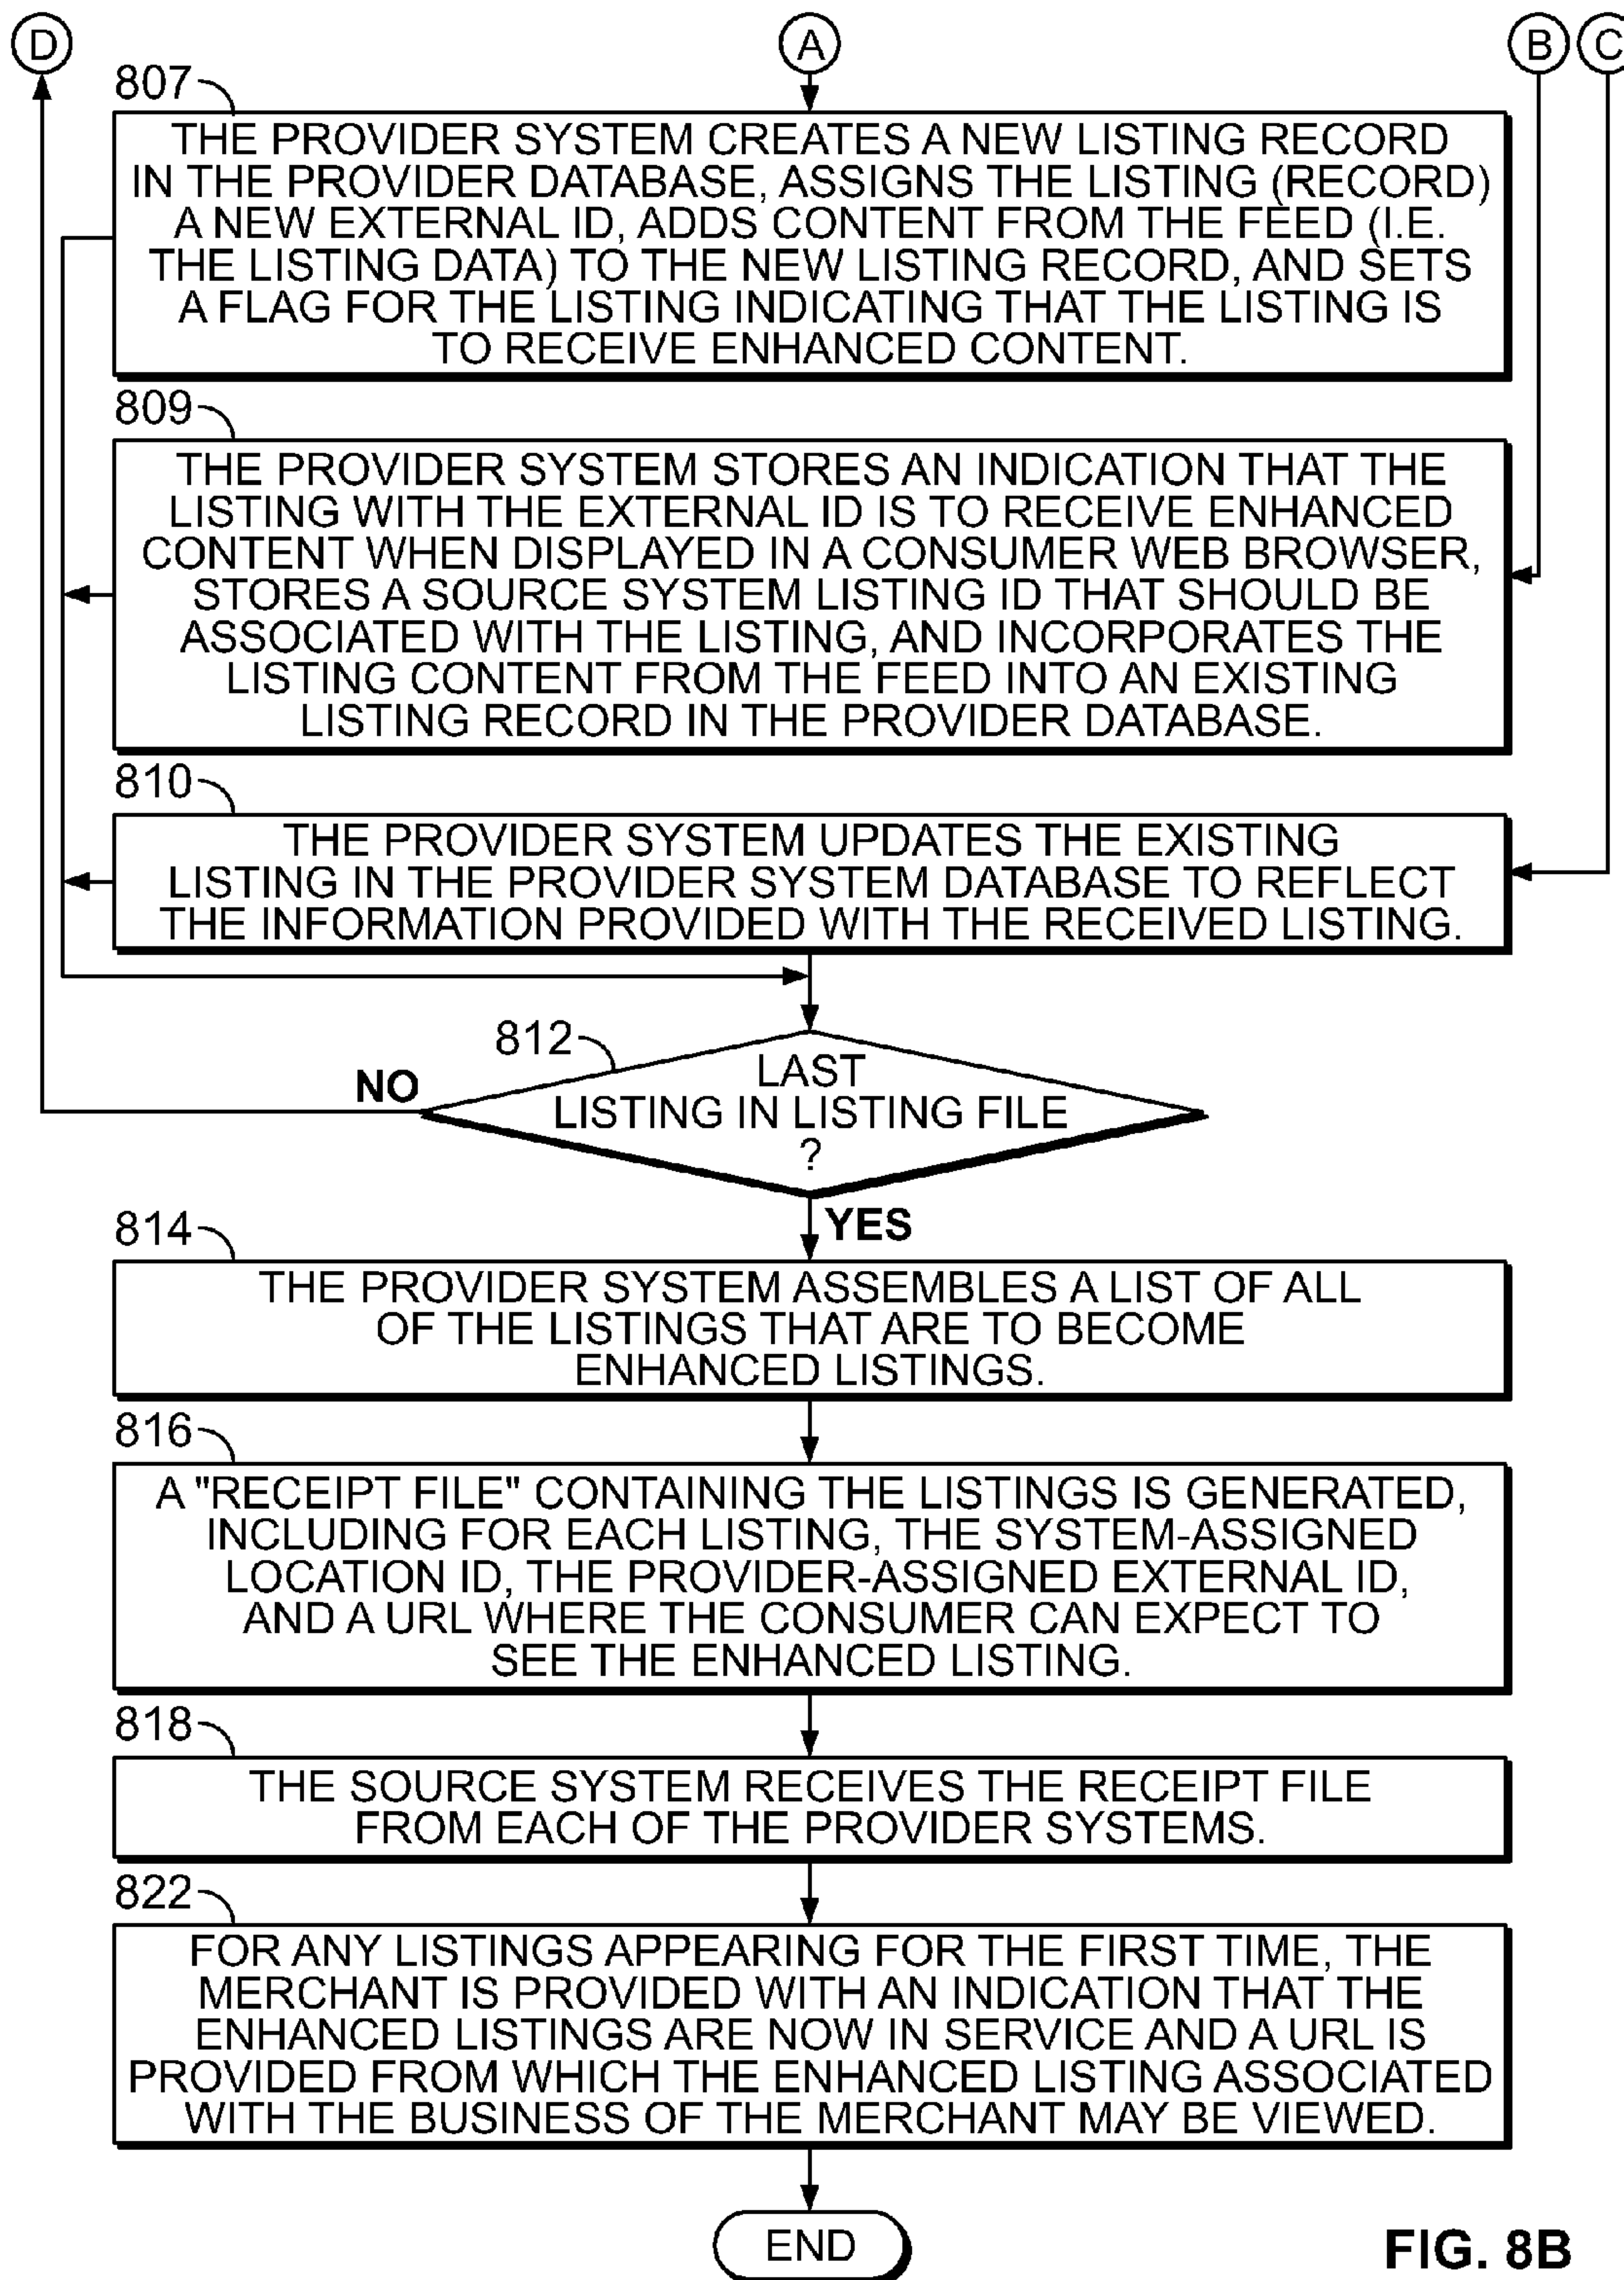 D
A
B
C
807
THE PROVIDER SYSTEM CREATES A NEW LISTING RECORD
IN THE PROVIDER DATABASE, ASSIGNS THE LISTING (RECORD)
A NEW EXTERNAL ID, ADDS CONTENT FROM THE FEED (I.E.
THE LISTING DATA) TO THE NEW LISTING RECORD, AND SETS
A FLAG FOR THE LISTING INDICATING THAT THE LISTING IS
TO RECEIVE ENHANCED CONTENT.
809
THE PROVIDER SYSTEM STORES AN INDICATION THAT THE
LISTING WITH THE EXTERNAL ID IS TO RECEIVE ENHANCED
CONTENT WHEN DISPLAYED IN A CONSUMER WEB BROWSER,
STORES A SOURCE SYSTEM LISTING ID THAT SHOULD BE
ASSOCIATED WITH THE LISTING, AND INCORPORATES THE
LISTING CONTENT FROM THE FEED INTO AN EXISTING
LISTING RECORD IN THE PROVIDER DATABASE.
810
THE PROVIDER SYSTEM UPDATES THE EXISTING
LISTING IN THE PROVIDER SYSTEM DATABASE TO REFLECT
THE INFORMATION PROVIDED WITH THE RECEIVED LISTING.
812
NO
LAST
LISTING IN LISTING FILE
?
YES
814
THE PROVIDER SYSTEM ASSEMBLES A LIST OF ALL
OF THE LISTINGS THAT ARE TO BECOME
ENHANCED LISTINGS.
816
A "RECEIPT FILE" CONTAINING THE LISTINGS IS GENERATED,
INCLUDING FOR EACH LISTING, THE SYSTEM-ASSIGNED
LOCATION ID, THE PROVIDER-ASSIGNED EXTERNAL ID,
AND A URL WHERE THE CONSUMER CAN EXPECT TO
SEE THE ENHANCED LISTING.
818
THE SOURCE SYSTEM RECEIVES THE RECEIPT FILE
FROM EACH OF THE PROVIDER SYSTEMS.
822
FOR ANY LISTINGS APPEARING FOR THE FIRST TIME, THE
MERCHANT IS PROVIDED WITH AN INDICATION THAT THE
ENHANCED LISTINGS ARE NOW IN SERVICE AND A URL IS
PROVIDED FROM WHICH THE ENHANCED LISTING ASSOCIATED
WITH THE BUSINESS OF THE MERCHANT MAY BE VIEWED.
END
FIG. 8B